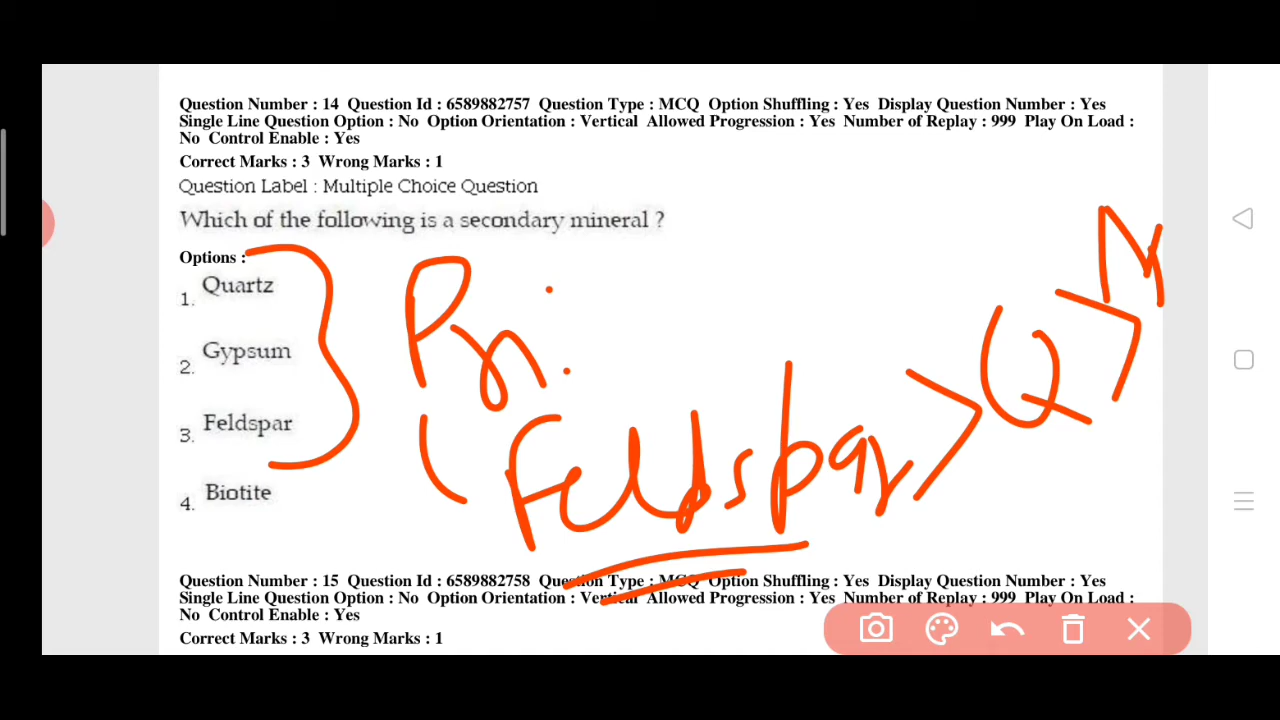 Question Number : 14 Question Id : 6589882757 Question Type : MCQ Option Shuffling : Yes Display Question Number : Yes
Single Line Question Option : No Option Orientation : Vertical Allowed Progression : Yes Number of Replay : 999 Play On Load :
No Control Enable : Yes
Correct Marks : 3 Wrong Marks : 1
Question Label : Multiple Choice Question
Which of the following is a secondary mineral ?
Options :
1. Quartz
2. Gypsum
3. Feldspar
4. Biotite
Pri.
(Feldspar > Q > M
Question Number : 15 Question Id : 6589882758 Question Type : MCQ Option Shuffling : Yes Display Question Number : Yes
Single Line Question Option : No Option Orientation : Vertical Allowed Progression : Yes Number of Replay : 999 Play On Load :
No Control Enable : Yes
Correct Marks : 3 Wrong Marks : 1